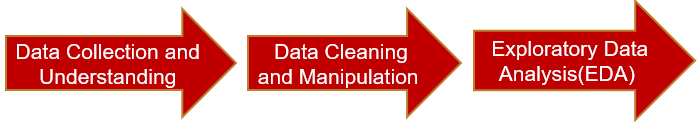 Data Collection and
Understanding
Data Cleaning
and Manipulation
Exploratory Data
Analysis(EDA)